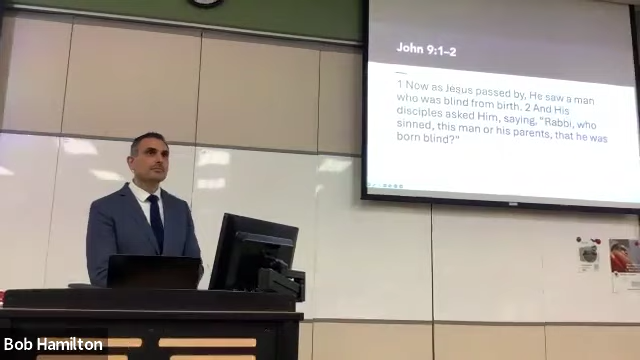 John 9:1–2
1 Now as Jesus passed by, He saw a man
who was blind from birth. 2 And His
disciples asked Him, saying, "Rabbi, who
sinned, this man or his parents, that he was
born blind?"
Bob Hamilton